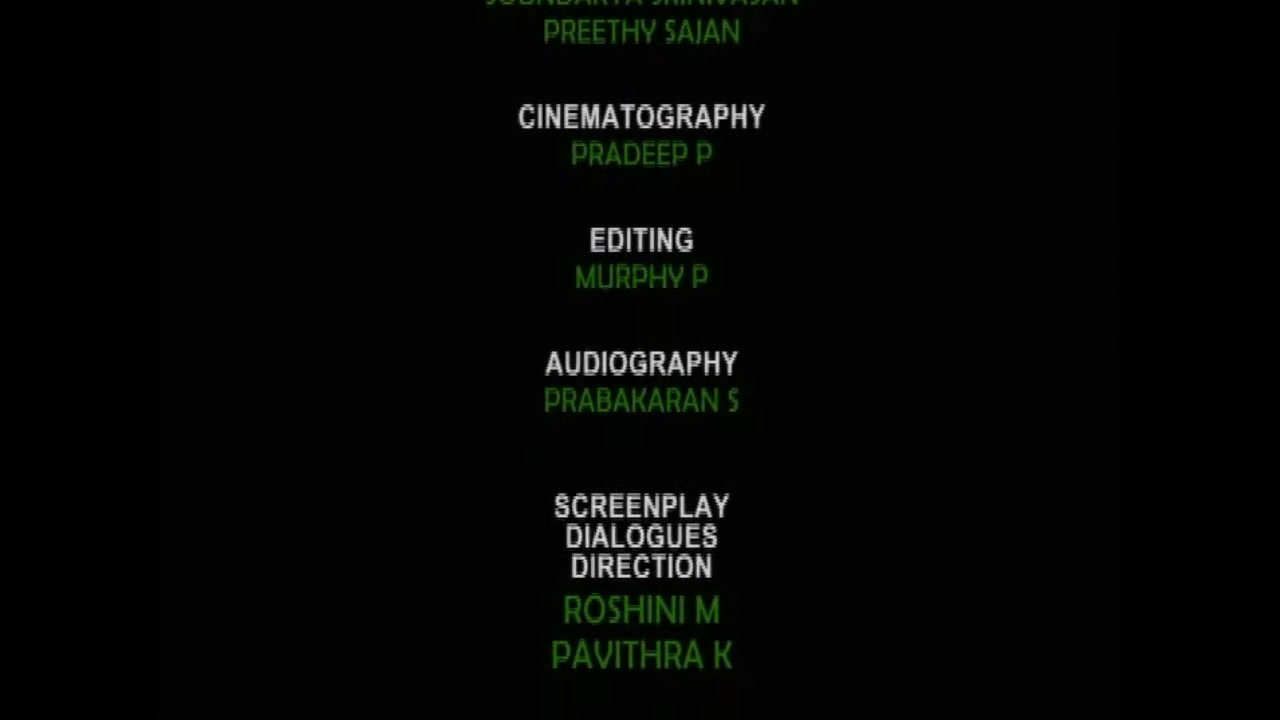 PREETHY SAJAN
CINEMATOGRAPHY
PRADEEP P
EDITING
MURPHY P
AUDIOGRAPHY
PRABAKARAN S
SCREENPLAY
DIALOGUES
DIRECTION
ROSHINI M
PAVITHRA K